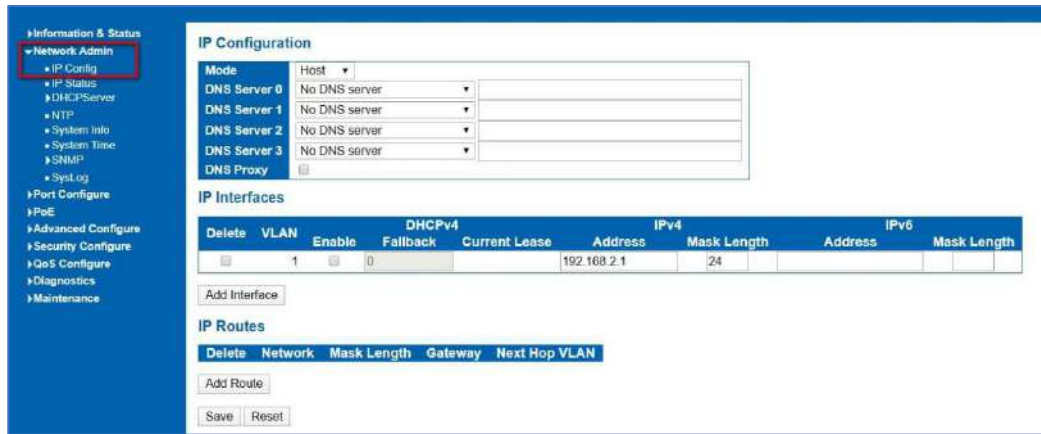 Information & Status
Network Admin
IP Config
IP Status
DHCPServer
NTP
System Info
System Time
SNMP
SysLog
Port Configure
PoE
Advanced Configure
Security Configure
QoS Configure
Diagnostics
Maintenance
IP Configuration
Mode Host
DNS Server 0 No DNS server
DNS Server 1 No DNS server
DNS Server 2 No DNS server
DNS Server 3 No DNS server
DNS Proxy
IP Interfaces
DHCPv4 IPv4 IPv6
Delete VLAN Enable Fallback Current Lease Address Mask Length Address Mask Length
1 0 192.168.2.1 24
Add Interface
IP Routes
Delete Network Mask Length Gateway Next Hop VLAN
Add Route
Save Reset